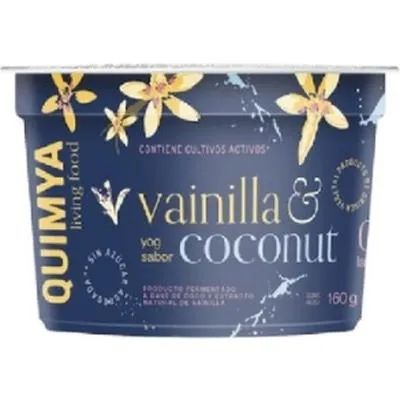 QUIMYA
living food
CONTIENE CULTIVOS ACTIVOS*
vainilla &
yog
sabor
coconut
SIN AZÚCAR
PRODUCTO FERMENTADO
A BASE DE COCO Y EXTRACTO
NATURAL DE VAINILLA
160 g